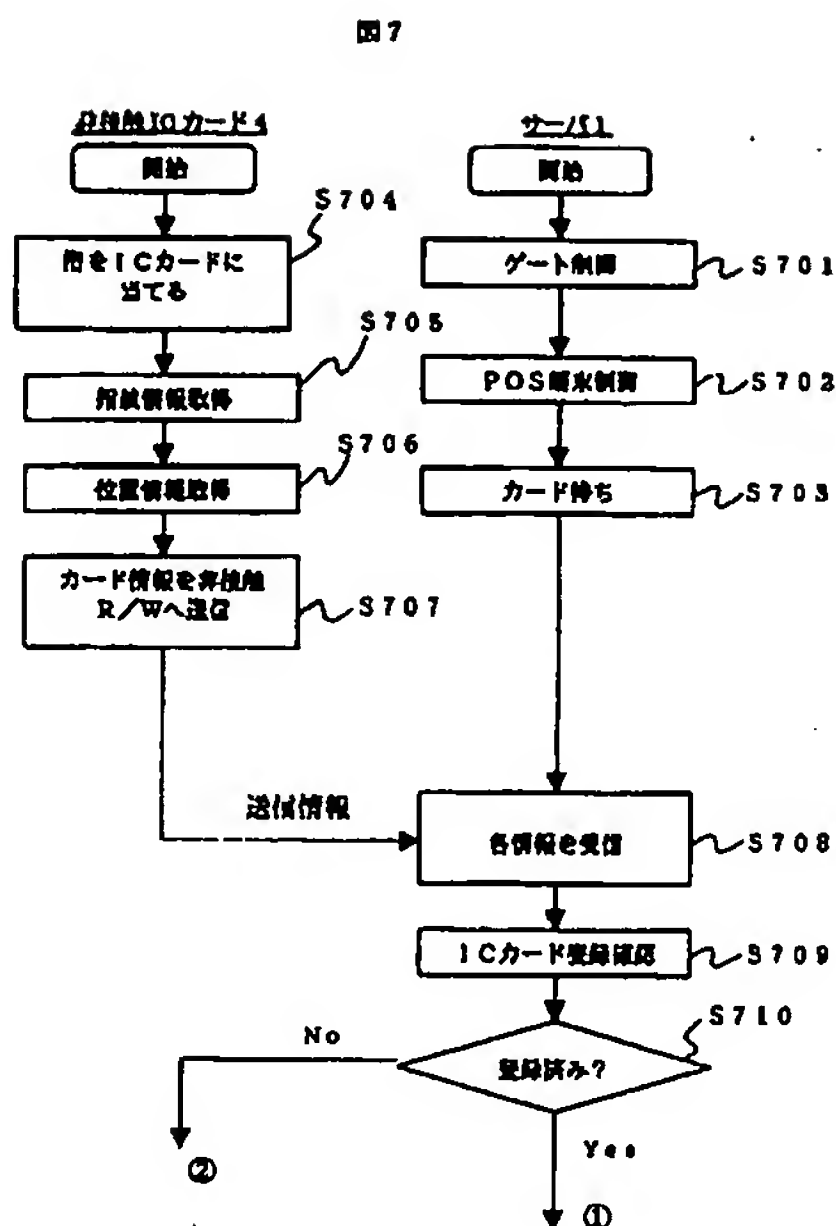 図7
非接触ICカード4
サーバ1
開始
開始
S704
指をICカードに
当てる
ゲート制御
S701
S705
指紋情報取得
POS端末制御
S702
S706
位置情報取得
カード待ち
S703
カード情報を非接触
R/Wへ送信
S707
送信情報
各情報を受信
S708
ICカード登録確認
S709
S710
No
登録済み?
②
Yes
①